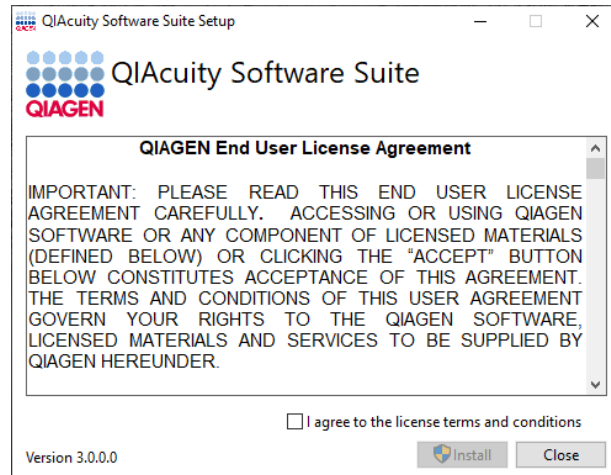 QIAcuity Software Suite Setup
QIAcuity Software Suite
QIAGEN
QIAGEN End User License Agreement
IMPORTANT: PLEASE READ THIS END USER LICENSE
AGREEMENT CAREFULLY. ACCESSING OR USING QIAGEN
SOFTWARE OR ANY COMPONENT OF LICENSED MATERIALS
(DEFINED BELOW) OR CLICKING THE “ACCEPT” BUTTON
BELOW CONSTITUTES ACCEPTANCE OF THIS AGREEMENT.
THE TERMS AND CONDITIONS OF THIS USER AGREEMENT
GOVERN YOUR RIGHTS TO THE QIAGEN SOFTWARE,
LICENSED MATERIALS AND SERVICES TO BE SUPPLIED BY
QIAGEN HEREUNDER.
I agree to the license terms and conditions
Version 3.0.0.0
Install
Close